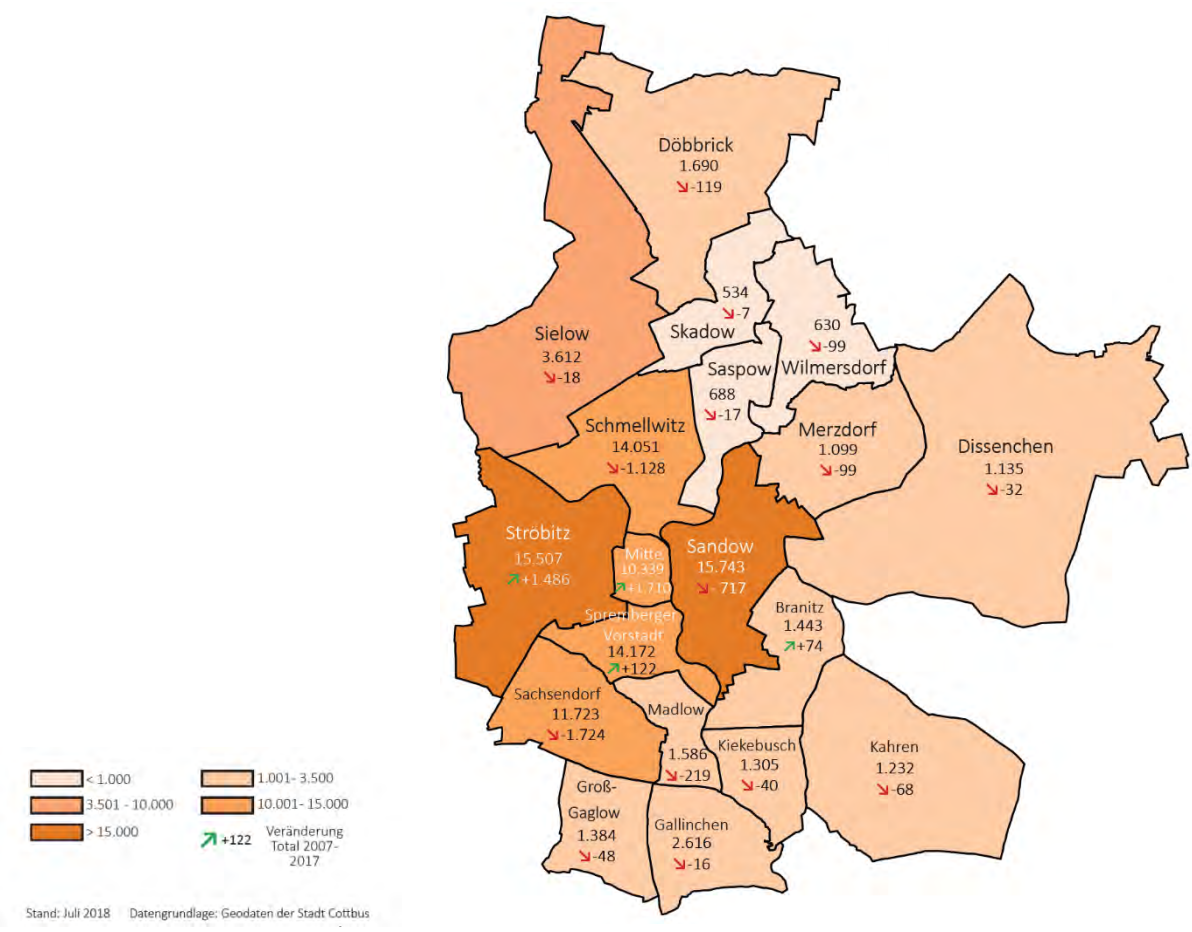 Döbbrick
1.690
-119
534
-7
Skadow
630
-99
Wilmersdorf
Sielow
3.612
-18
Saspow
688
-17
Schmellwitz
14.051
-1.128
Merzdorf
1.099
-99
Dissenchen
1.135
-32
Ströbitz
15.507
+1 486
Mitte
10.339
+1.710
Sandow
15.743
- 717
Branitz
1.443
+74
Spremberger
Vorstadt
14.172
+122
Sachsendorf
11.723
-1.724
Madlow
1.586
-219
Kiekebusch
1.305
-40
Kahren
1.232
-68
Groß-
Gaglow
1.384
-48
Gallinchen
2.616
-16
< 1.000
1.001- 3.500
3.501 - 10.000
10.001- 15.000
> 15.000
+122
Veränderung
Total 2007-
2017
Stand: Juli 2018 Datengrundlage: Geodaten der Stadt Cottbus